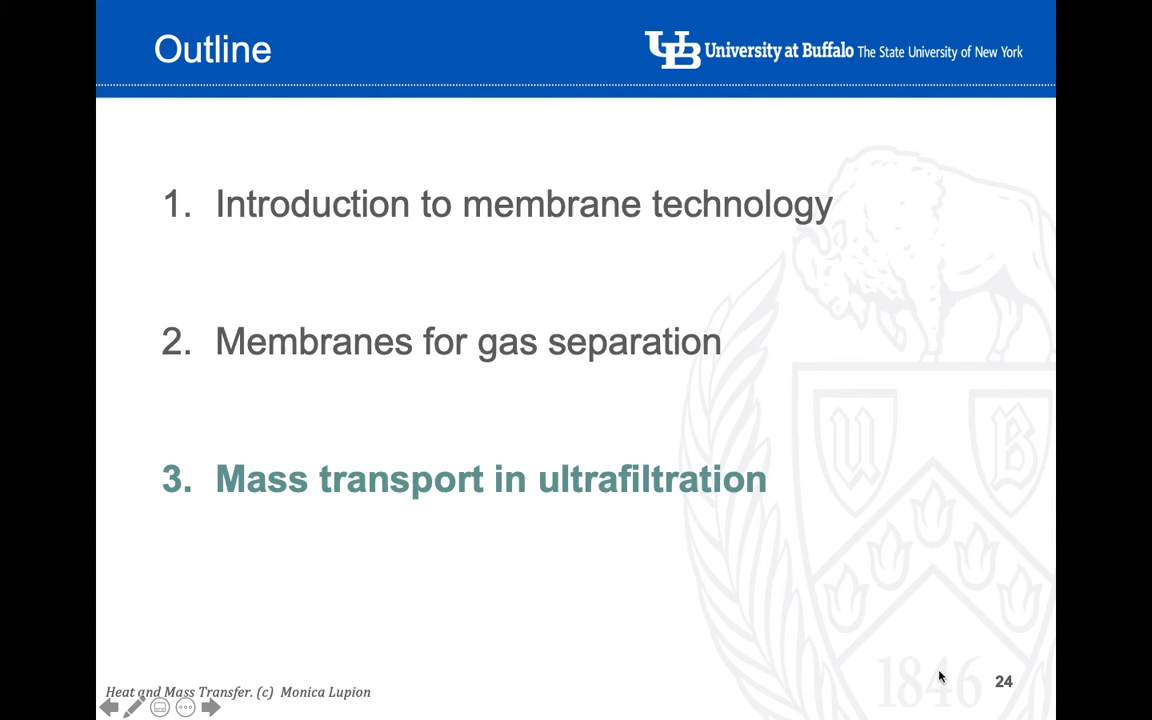 Outline
UB University at Buffalo The State University of New York
1. Introduction to membrane technology
2. Membranes for gas separation
3. Mass transport in ultrafiltration
U B
1846
Heat and Mass Transfer. (c) Monica Lupion
24